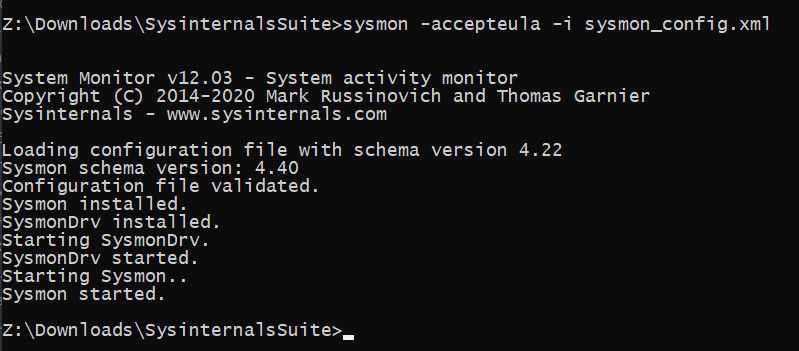 Z:\Downloads\SysinternalsSuite>sysmon -accepteula -i sysmon_config.xml
System Monitor v12.03 - System activity monitor
Copyright (C) 2014-2020 Mark Russinovich and Thomas Garnier
Sysinternals - www.sysinternals.com
Loading configuration file with schema version 4.22
Sysmon schema version: 4.40
Configuration file validated.
Sysmon installed.
SysmonDrv installed.
Starting SysmonDrv.
SysmonDrv started.
Starting Sysmon..
Sysmon started.
Z:\Downloads\SysinternalsSuite>